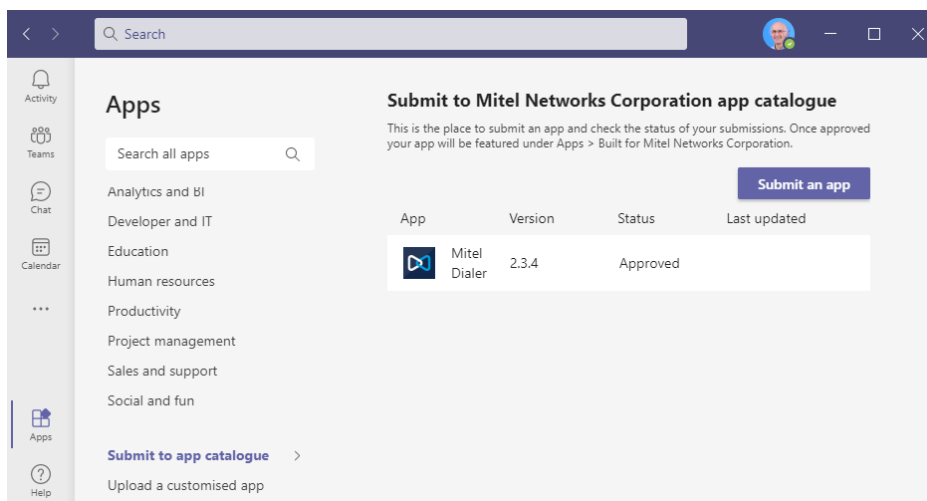 Search
Activity
Teams
Chat
Calendar
Apps
Help
Apps
Search all apps
Analytics and BI
Developer and IT
Education
Human resources
Productivity
Project management
Sales and support
Social and fun
Submit to app catalogue
Upload a customised app
Submit to Mitel Networks Corporation app catalogue
This is the place to submit an app and check the status of your submissions. Once approved
your app will be featured under Apps > Built for Mitel Networks Corporation.
Submit an app
App Version Status Last updated
Mitel
Dialer
2.3.4
Approved